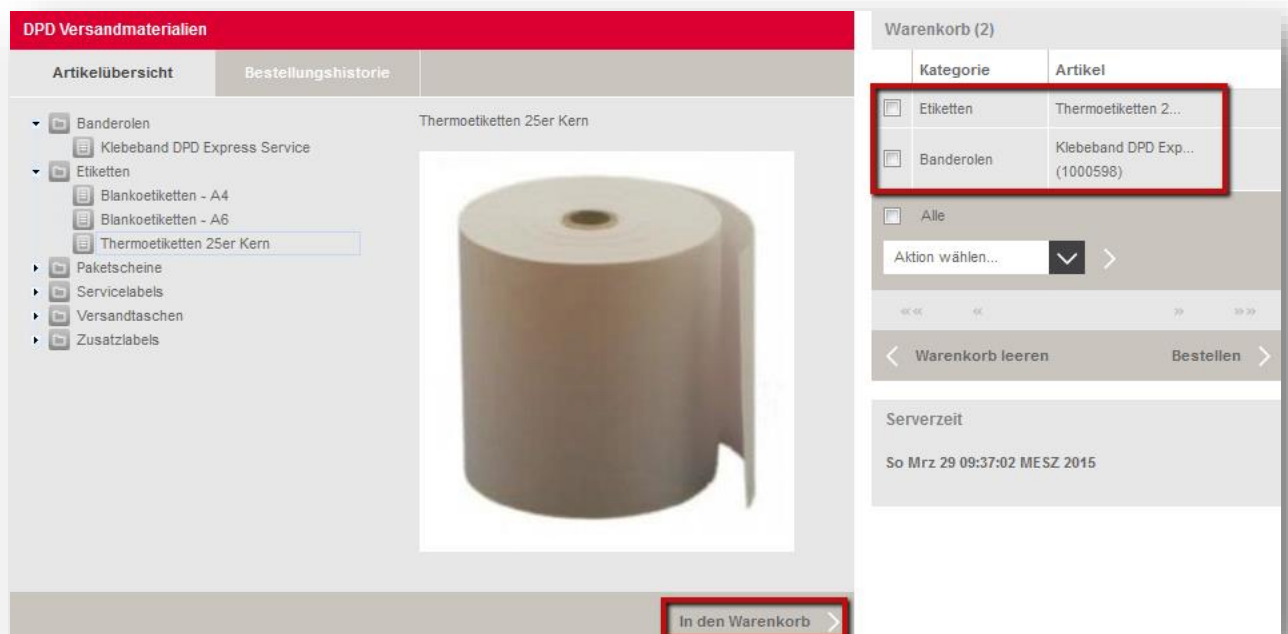 DPD Versandmaterialien
Artikelübersicht Bestellungshistorie
Banderolen
Klebeband DPD Express Service
Etiketten
Blankoetiketten - A4
Blankoetiketten - A6
Thermoetiketten 25er Kern
Paketscheine
Servicelabels
Versandtaschen
Zusatzlabels
Thermoetiketten 25er Kern
In den Warenkorb
Warenkorb (2)
Kategorie Artikel
Etiketten Thermoetiketten 2...
Banderolen Klebeband DPD Exp...
(1000598)
Alle
Aktion wählen...
«« « » »»
Warenkorb leeren Bestellen
Serverzeit
So Mrz 29 09:37:02 MESZ 2015